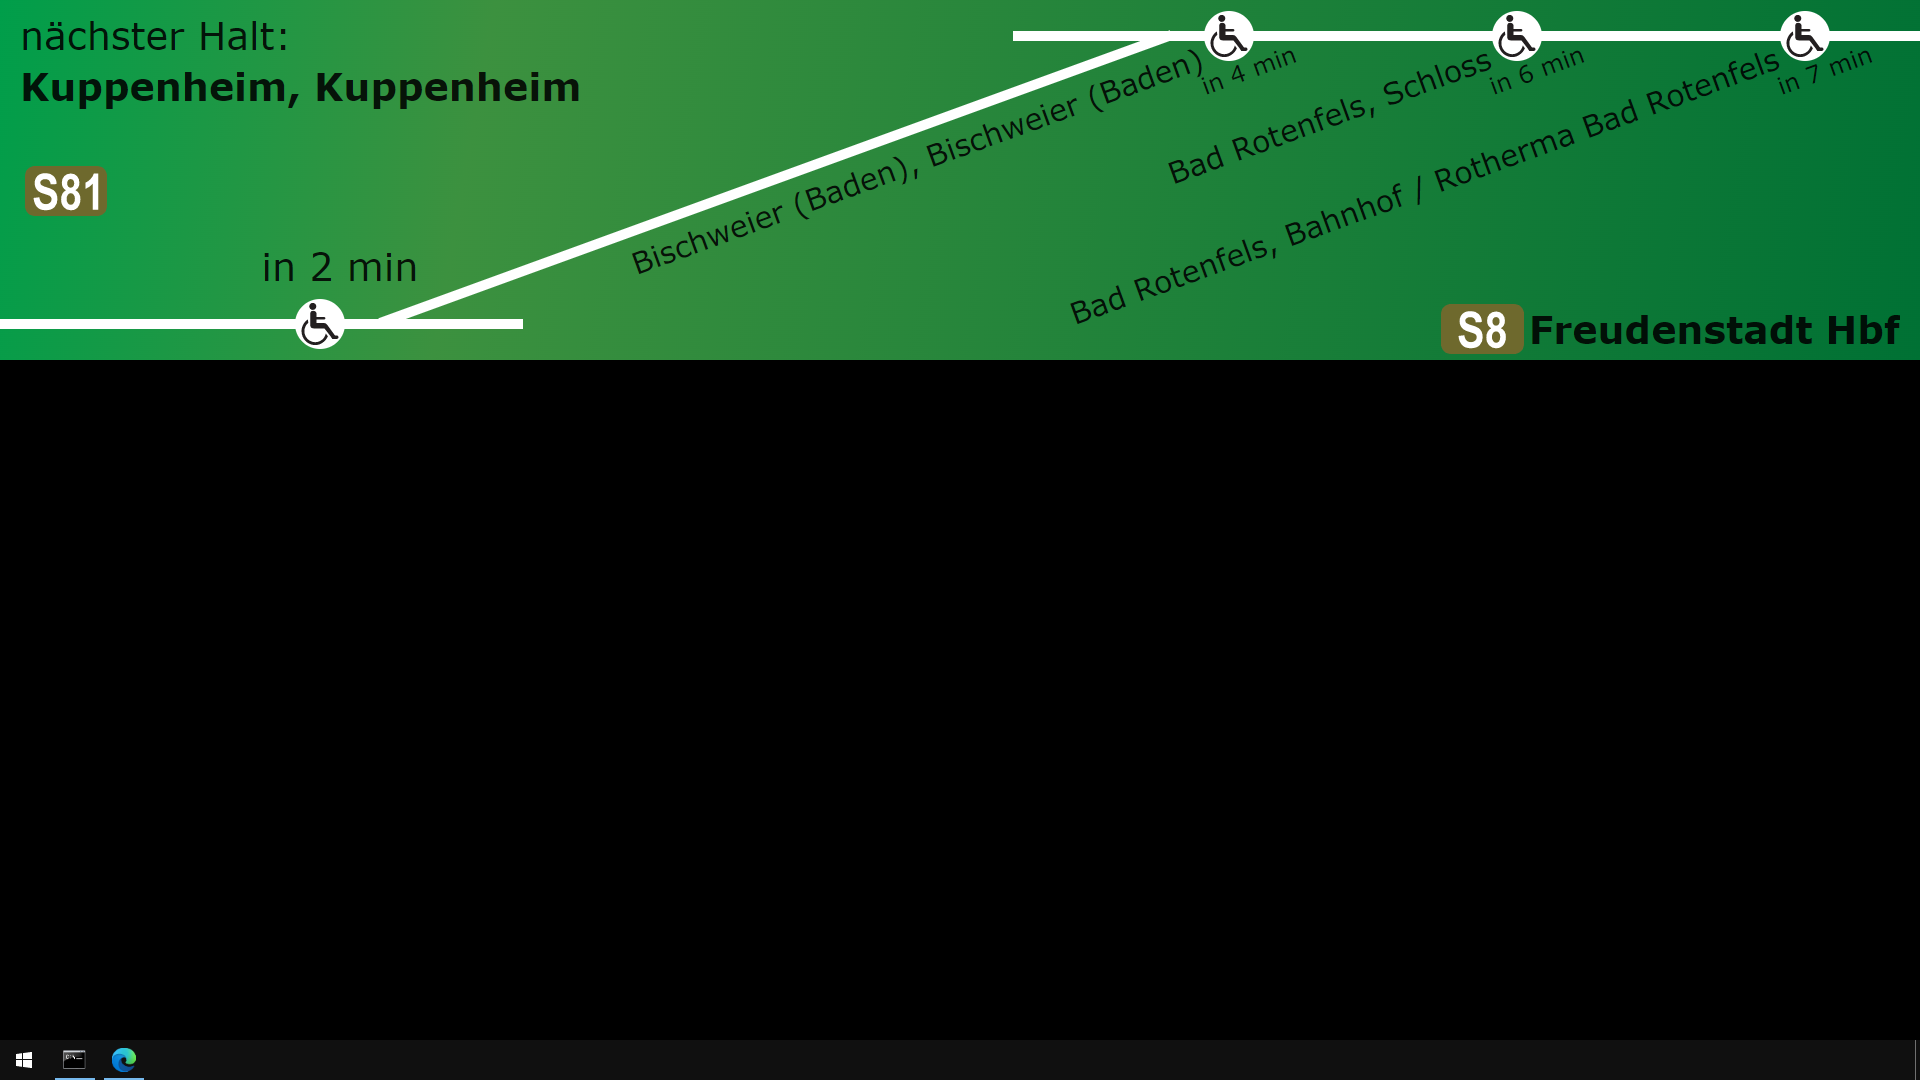 nächster Halt:
Kuppenheim, Kuppenheim
S81
in 2 min
Bischweier (Baden), Bischweier (Baden)
in 4 min
Bad Rotenfels, Schloss
in 6 min
Bad Rotenfels, Bahnhof / Rotherma Bad Rotenfels
in 7 min
S8 Freudenstadt Hbf